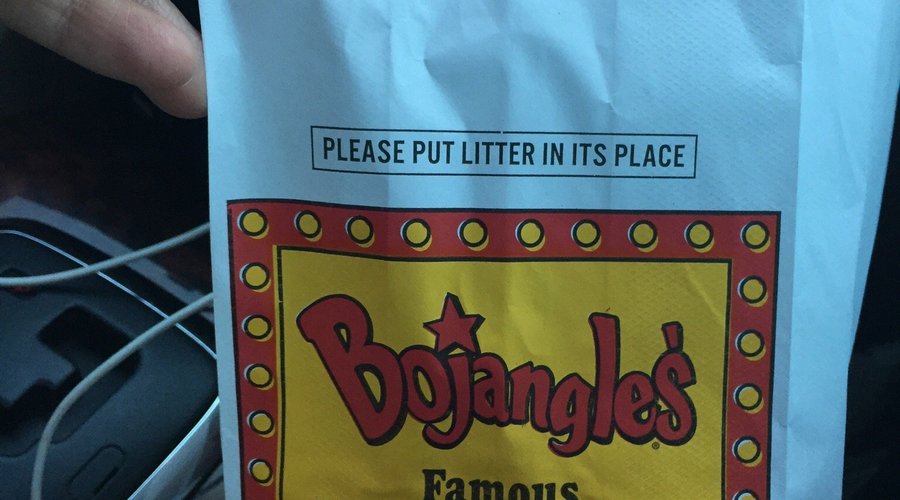 PLEASE PUT LITTER IN ITS PLACE
Bojangles'®
Famous